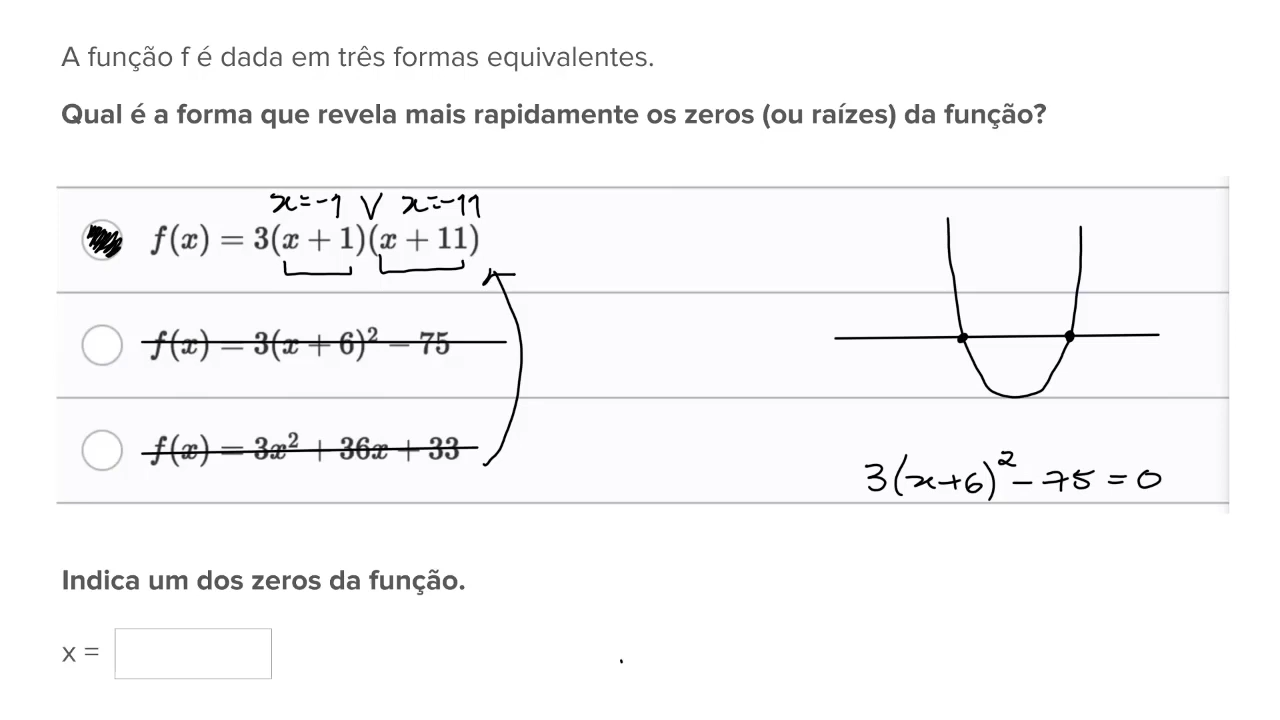 A função f é dada em três formas equivalentes.
Qual é a forma que revela mais rapidamente os zeros (ou raízes) da função?
x=-1 ∨ x=-11
f(x) = 3(x + 1)(x + 11)
f(x) = 3(x + 6)² − 75
f(x) = 3x² + 36x + 33
3(x+6)²-75=0
Indica um dos zeros da função.
x =